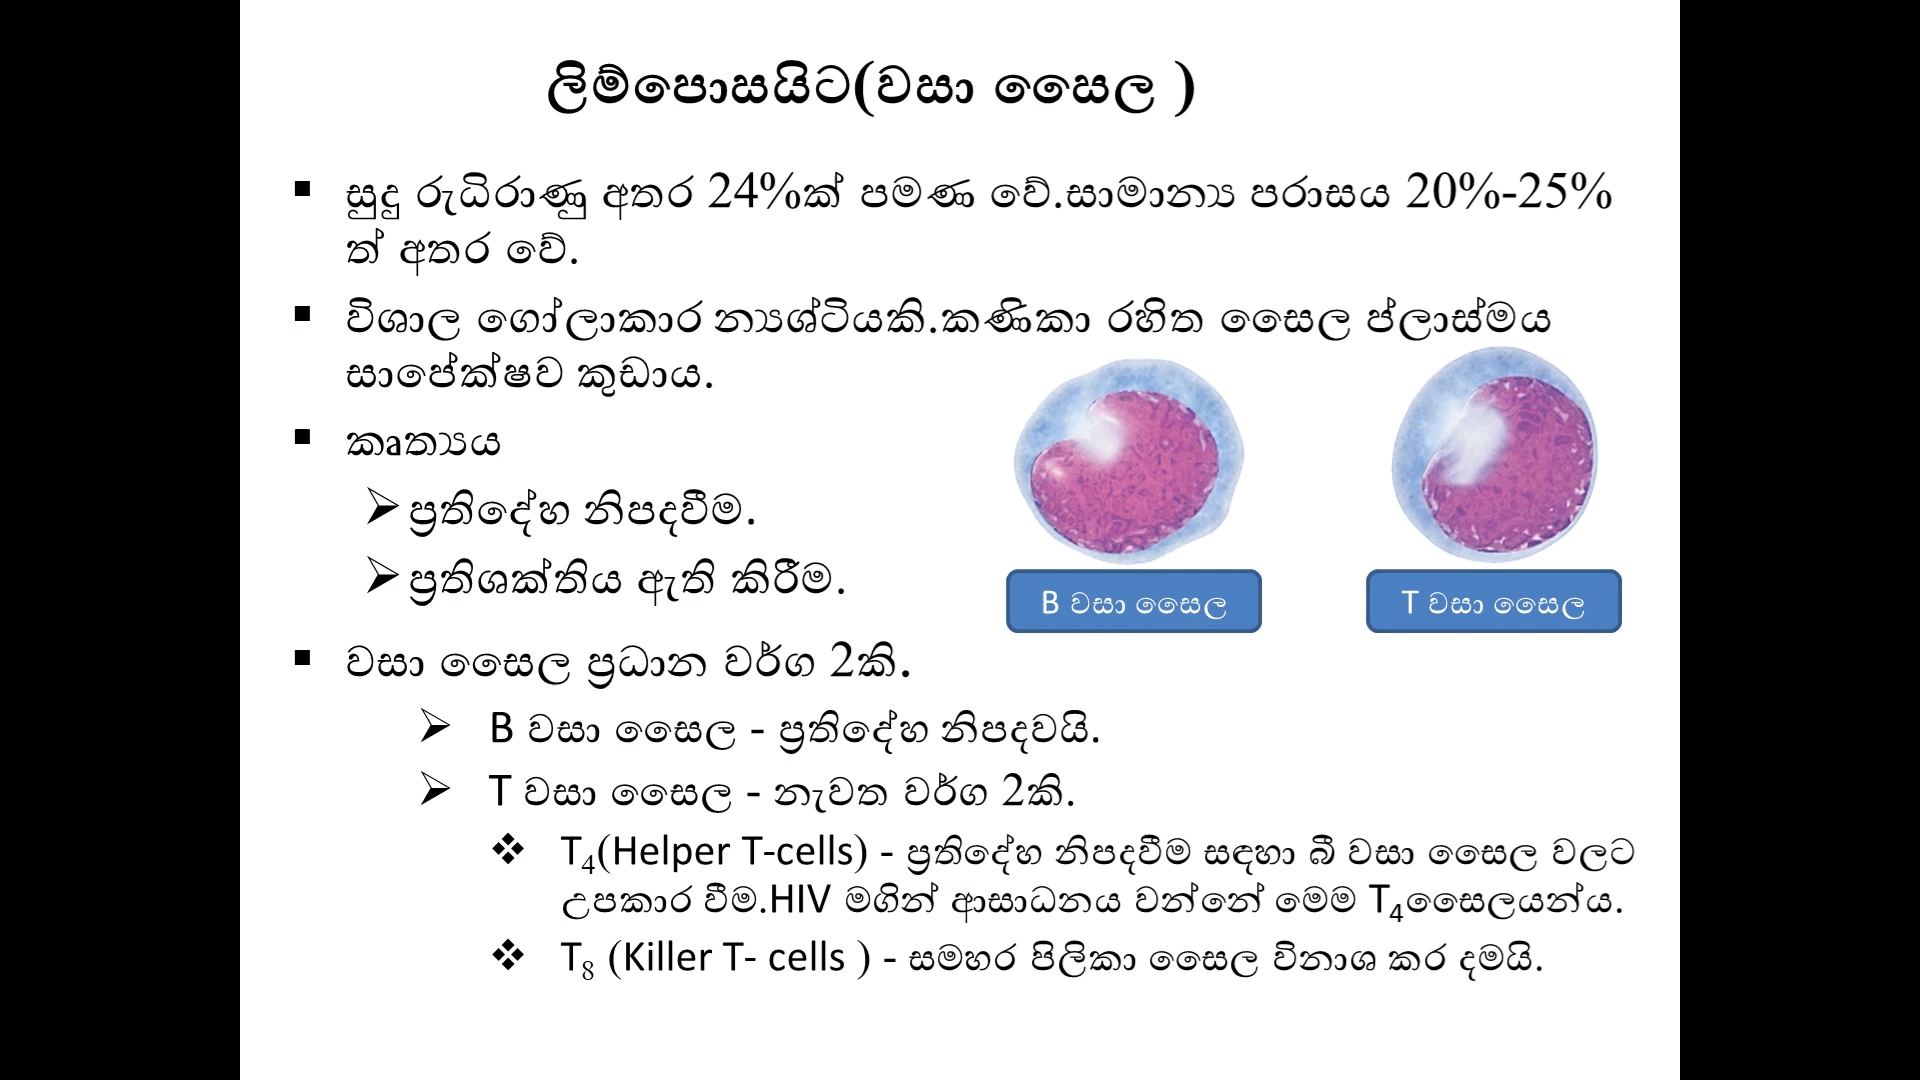 ලිම්පොසයිට(වසා සෛල )
▪ සුදු රුධිරාණු අතර 24%ක් පමණ වේ.සාමාන්‍ය පරාසය 20%-25%
ත් අතර වේ.
▪ විශාල ගෝලාකාර න්‍යශ්ටියකි.කණිකා රහිත සෛල ප්ලාස්මය
සාපේක්ෂව කුඩාය.
▪ කෘත්‍යය
➢ ප්‍රතිදේහ නිපදවීම.
➢ ප්‍රතිශක්තිය ඇති කිරීම.
B වසා සෛල
T වසා සෛල
▪ වසා සෛල ප්‍රධාන වර්ග 2කි.
➢ B වසා සෛල - ප්‍රතිදේහ නිපදවයි.
➢ T වසා සෛල - නැවත වර්ග 2කි.
❖ T₄(Helper T-cells) - ප්‍රතිදේහ නිපදවීම සඳහා බී වසා සෛල වලට
උපකාර වීම.HIV මගින් ආසාධනය වන්නේ මෙම T₄සෛලයන්ය.
❖ T₈ (Killer T- cells ) - සමහර පිලිකා සෛල විනාශ කර දමයි.